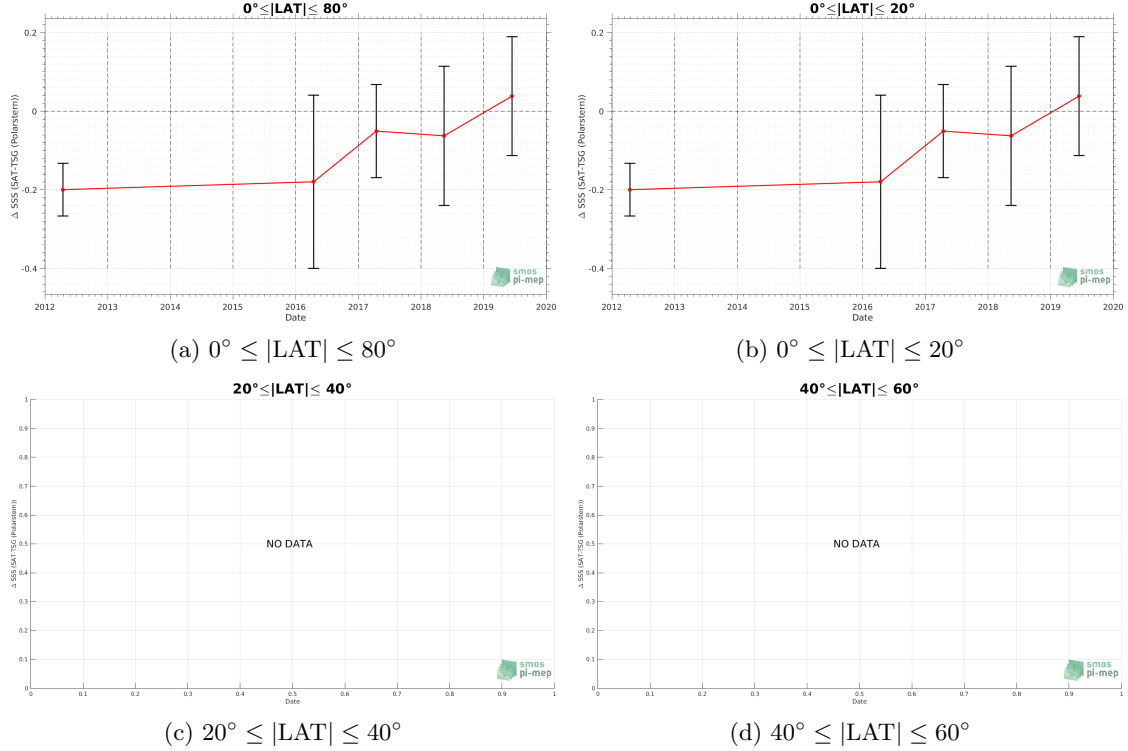 0°≤|LAT|≤ 80°
0.2
0
-0.2
-0.4
Δ SSS (SAT-TSG (Polarstern))
2012 2013 2014 2015 2016 2017 2018 2019 2020
Date
smos
pi-mep
(a) 0° ≤ |LAT| ≤ 80°
0°≤|LAT|≤ 20°
0.2
0
-0.2
-0.4
Δ SSS (SAT-TSG (Polarstern))
2012 2013 2014 2015 2016 2017 2018 2019 2020
Date
smos
pi-mep
(b) 0° ≤ |LAT| ≤ 20°
20°≤|LAT|≤ 40°
1
0.9
0.8
0.7
0.6
0.5
0.4
0.3
0.2
0.1
0
Δ SSS (SAT-TSG (Polarstern))
NO DATA
0 0.1 0.2 0.3 0.4 0.5 0.6 0.7 0.8 0.9 1
Date
smos
pi-mep
(c) 20° ≤ |LAT| ≤ 40°
40°≤|LAT|≤ 60°
1
0.9
0.8
0.7
0.6
0.5
0.4
0.3
0.2
0.1
0
Δ SSS (SAT-TSG (Polarstern))
NO DATA
0 0.1 0.2 0.3 0.4 0.5 0.6 0.7 0.8 0.9 1
Date
smos
pi-mep
(d) 40° ≤ |LAT| ≤ 60°